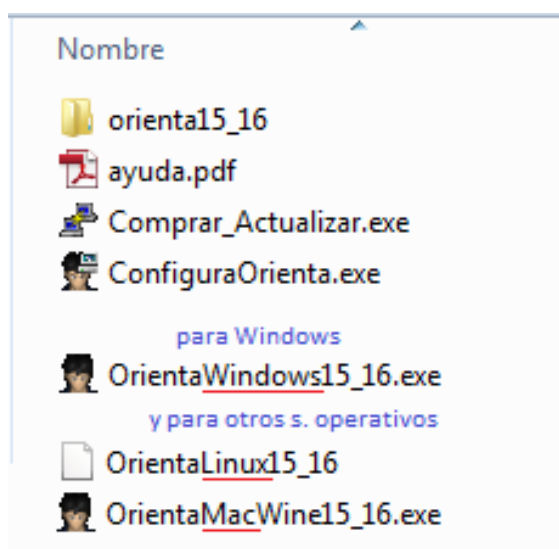 Nombre
orienta15_16
ayuda.pdf
Comprar_Actualizar.exe
ConfiguraOrienta.exe
para Windows
OrientaWindows15_16.exe
y para otros s. operativos
OrientaLinux15_16
OrientaMacWine15_16.exe